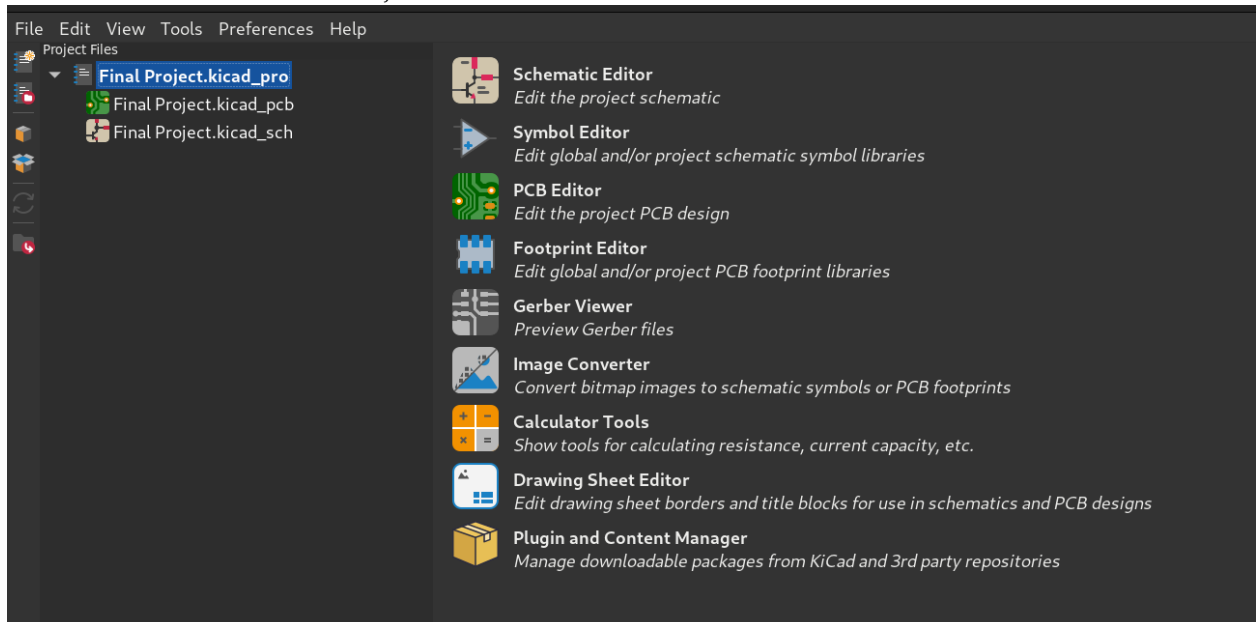 File Edit View Tools Preferences Help
Project Files
Final Project.kicad_pro
Final Project.kicad_pcb
Final Project.kicad_sch
Schematic Editor
Edit the project schematic
Symbol Editor
Edit global and/or project schematic symbol libraries
PCB Editor
Edit the project PCB design
Footprint Editor
Edit global and/or project PCB footprint libraries
Gerber Viewer
Preview Gerber files
Image Converter
Convert bitmap images to schematic symbols or PCB footprints
Calculator Tools
Show tools for calculating resistance, current capacity, etc.
Drawing Sheet Editor
Edit drawing sheet borders and title blocks for use in schematics and PCB designs
Plugin and Content Manager
Manage downloadable packages from KiCad and 3rd party repositories